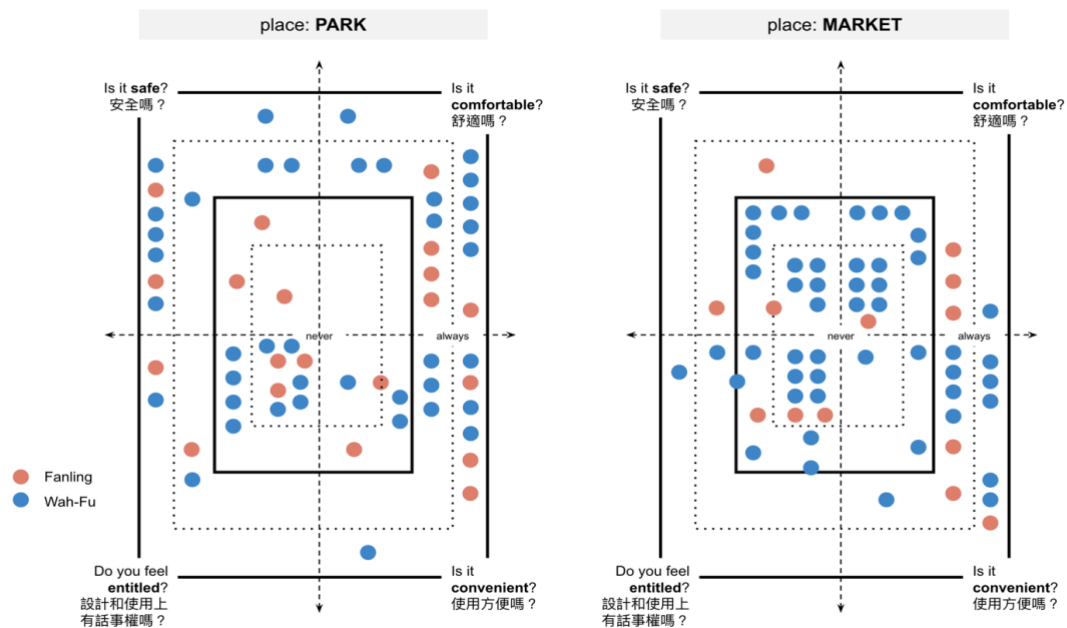 place: PARK
Is it safe?
安全嗎？
Is it
comfortable?
舒適嗎？
never
always
Fanling
Wah-Fu
Do you feel
entitled?
設計和使用上
有話事權嗎？
Is it
convenient?
使用方便嗎？
place: MARKET
Is it safe?
安全嗎？
Is it
comfortable?
舒適嗎？
never
always
Do you feel
entitled?
設計和使用上
有話事權嗎？
Is it
convenient?
使用方便嗎？